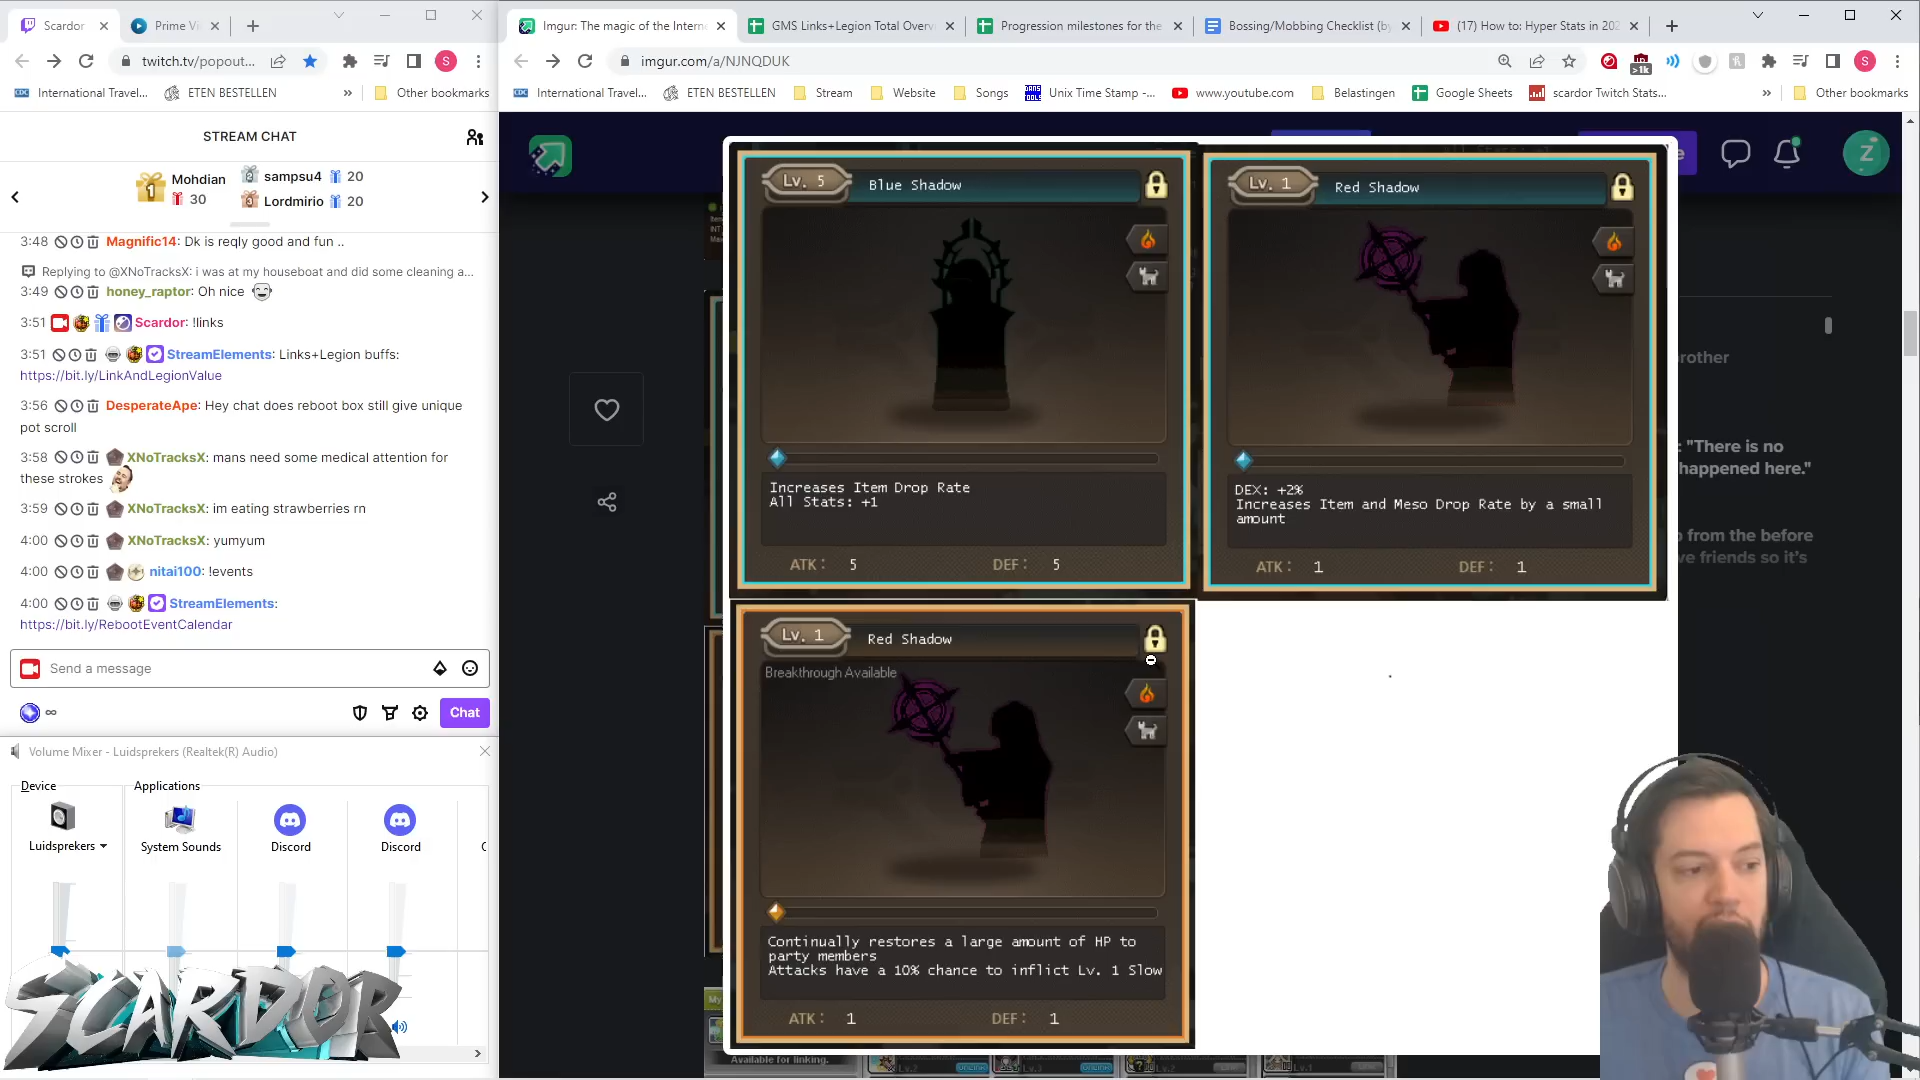 Scardor
Prime Vi
Imgur: The magic of the Intern
GMS Links+Legion Total Overv
Progression milestones for the
Bossing/Mobbing Checklist (by
(17) How to: Hyper Stats in 202
twitch.tv/popout...
S
imgur.com/a/NJNQDUK
>1k
S
International Travel...
ETEN BESTELLEN
»
Other bookmarks
International Travel...
ETEN BESTELLEN
Stream
Website
Songs
Unix Time Stamp -...
www.youtube.com
Belastingen
Google Sheets
scardor Twitch Stats...
»
Other bookmarks
STREAM CHAT
1 Mohdian
30
2 sampsu4 20
3 Lordmirio 20
3:48 Magnific14: Dk is reqly good and fun ..
Replying to @XNoTracksX: i was at my houseboat and did some cleaning a...
3:49 honey_raptor: Oh nice
3:51 Scardor: !links
3:51 StreamElements: Links+Legion buffs:
https://bit.ly/LinkAndLegionValue
3:56 DesperateApe: Hey chat does reboot box still give unique
pot scroll
3:58 XNoTracksX: mans need some medical attention for
these strokes
3:59 XNoTracksX: im eating strawberries rn
4:00 XNoTracksX: yumyum
4:00 nitai100: !events
4:00 StreamElements:
https://bit.ly/RebootEventCalendar
Send a message
∞
Chat
Volume Mixer - Luidsprekers (Realtek(R) Audio)
Device
Applications
Luidsprekers
System Sounds
Discord
Discord
SCARDOR
Z
Lv. 5 Blue Shadow
Increases Item Drop Rate
All Stats: +1
ATK: 5 DEF: 5
Lv. 1 Red Shadow
DEX: +2%
Increases Item and Meso Drop Rate by a small
amount
ATK: 1 DEF: 1
Lv. 1 Red Shadow
Breakthrough Available
Continually restores a large amount of HP to
party members
Attacks have a 10% chance to inflict Lv. 1 Slow
ATK: 1 DEF: 1
rother
: "There is no
happened here."
from the before
ve friends so it's
My
Available for linking.
Lv.2
Lv.3
Lv.2
Lv.1